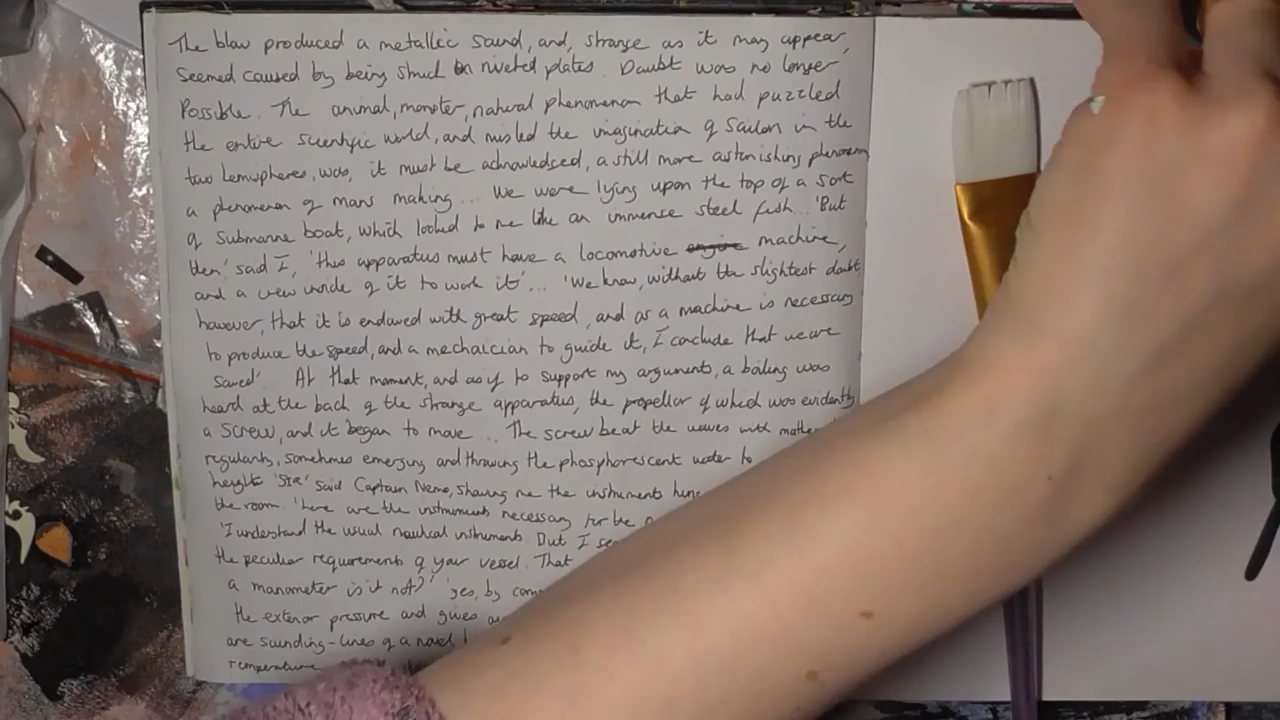 The blow produced a metallic sound, and, strange as it may appear,
seemed caused by being struck on riveted plates. Doubt was no longer
Possible. The animal, monster, natural phenomenon that had puzzled
the entire scientific world, and misled the imagination of Sailors in the
two hemispheres, was, it must be acknowledged, a still more astonishing phenomenon
a phenomenon of mans making... We were lying upon the top of a sort
of submarine boat, which looked to me like an immense steel fish... 'But
then' said I, 'this apparatus must have a locomotive engine machine,
and a crew inside of it to work it'... 'We know, without the slightest doubt
however, that it is endowed with great speed, and as a machine is necessary
to produce the speed, and a mechaician to guide it, I conclude that we are
saved'. At that moment, and as if to support my arguments, a boiling was
heard at the back of the strange apparatus, the propellor of which was evidently
a screw, and it began to move... The screw beat the waves with
regularity, sometimes emerging and throwing the phosphorescent water to
height 'Sir' said Captain Nemo, showing me the instruments
the room. 'here are the instruments necessary for the
'I understand the usual nautical instruments. But I
the peculiar requirements of your vessel. That
a manometer is it not?' 'yes, by
the exterior pressure and gives
are sounding-lines of a novel
Temperature